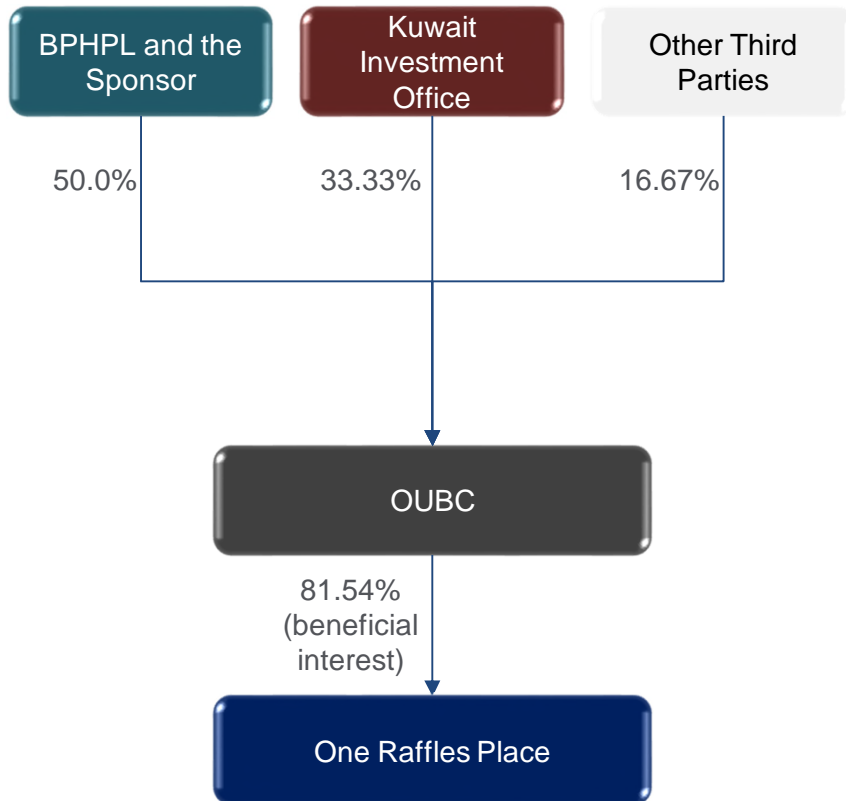 BPHPL and the
Sponsor
Kuwait
Investment
Office
Other Third
Parties
50.0%
33.33%
16.67%
OUBC
81.54%
(beneficial
interest)
One Raffles Place